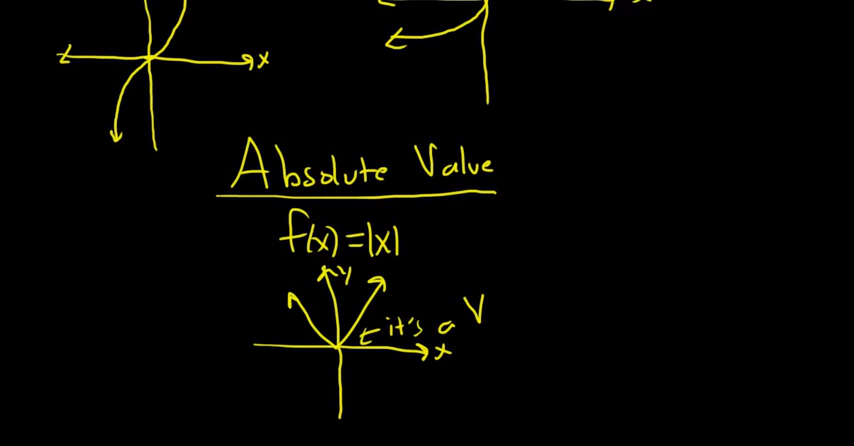 x
Absolute Value
f(x)=|x|
y
it's a V
x